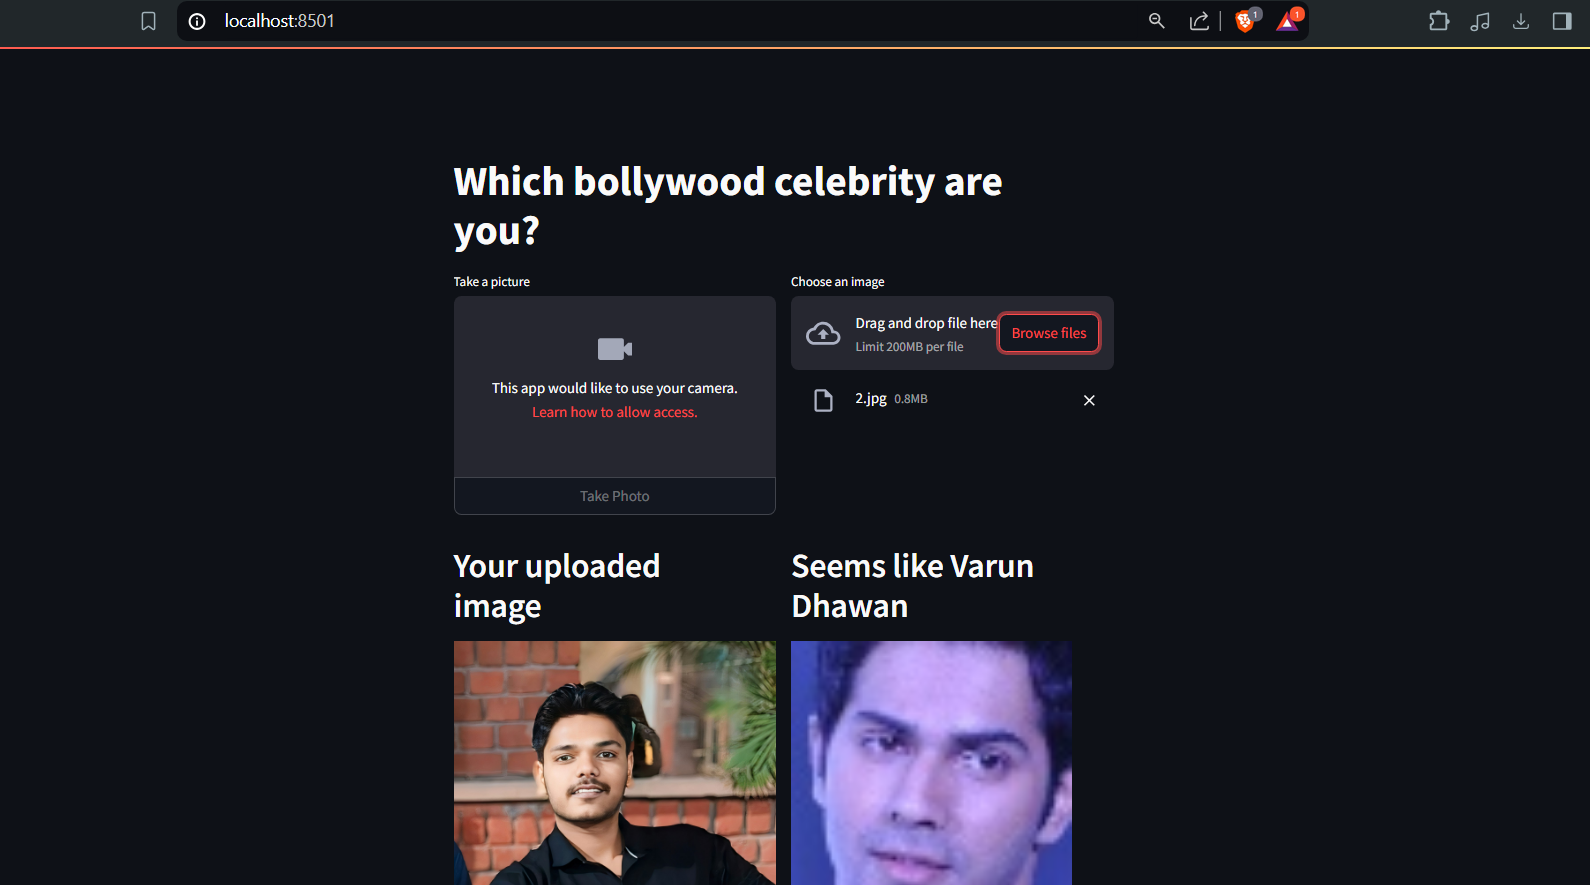 localhost:8501
1
1
Which bollywood celebrity are
you?
Take a picture
Choose an image
This app would like to use your camera.
Learn how to allow access.
Take Photo
Drag and drop file here
Limit 200MB per file
Browse files
2.jpg 0.8MB
Your uploaded
image
Seems like Varun
Dhawan